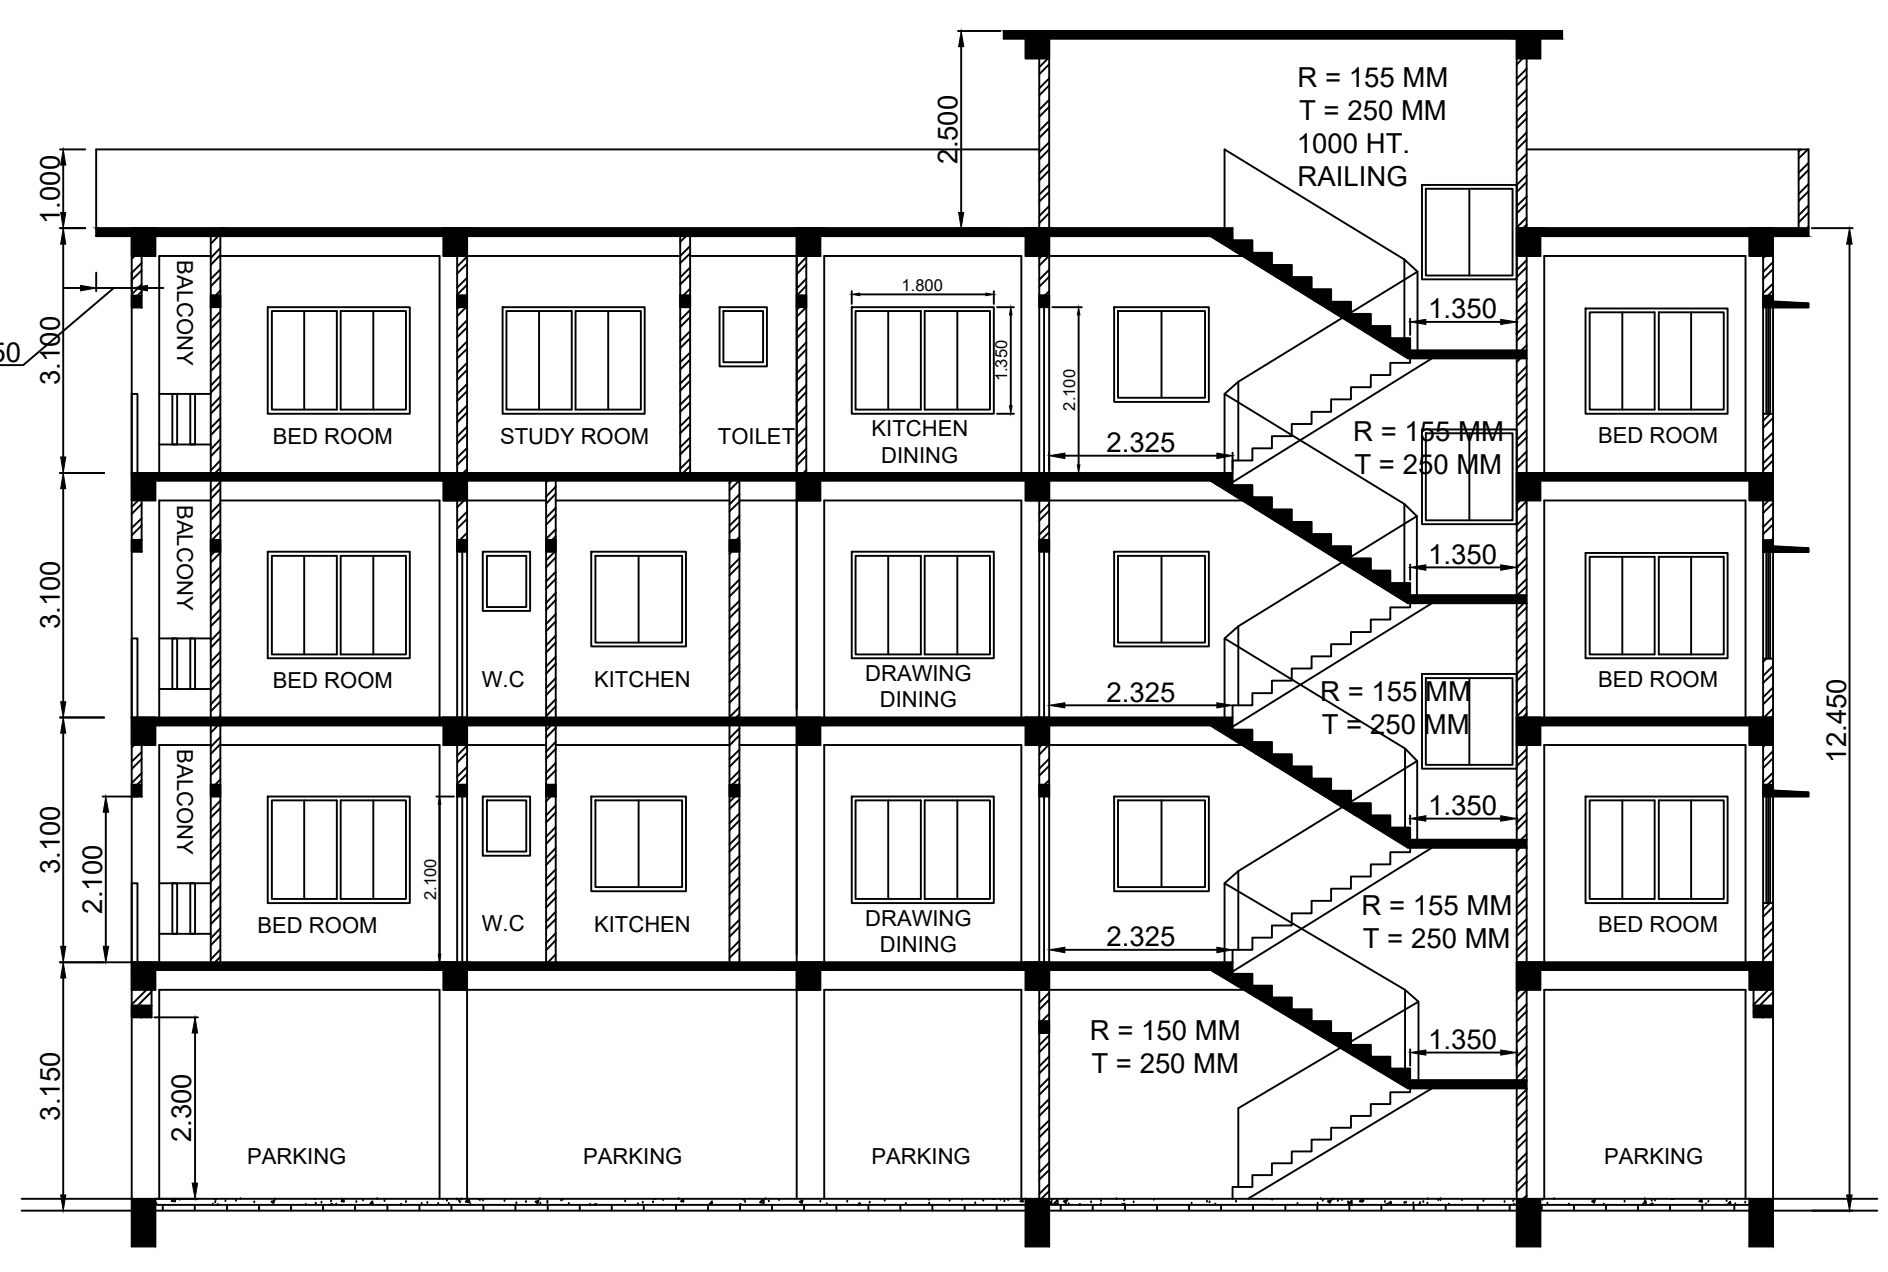 R = 155 MM
T = 250 MM
1000 HT.
RAILING
2.500
1.000
3.100
BALCONY
BED ROOM
STUDY ROOM
TOILET
1.800
1.350
KITCHEN
DINING
2.100
2.325
1.350
R = 155 MM
T = 250 MM
BED ROOM
50
3.100
BALCONY
BED ROOM
W.C
KITCHEN
DRAWING
DINING
2.325
1.350
R = 155 MM
T = 250 MM
BED ROOM
12.450
3.100
2.100
BALCONY
BED ROOM
2.100
W.C
KITCHEN
DRAWING
DINING
2.325
1.350
R = 155 MM
T = 250 MM
BED ROOM
3.150
2.300
PARKING
PARKING
PARKING
R = 150 MM
T = 250 MM
1.350
PARKING